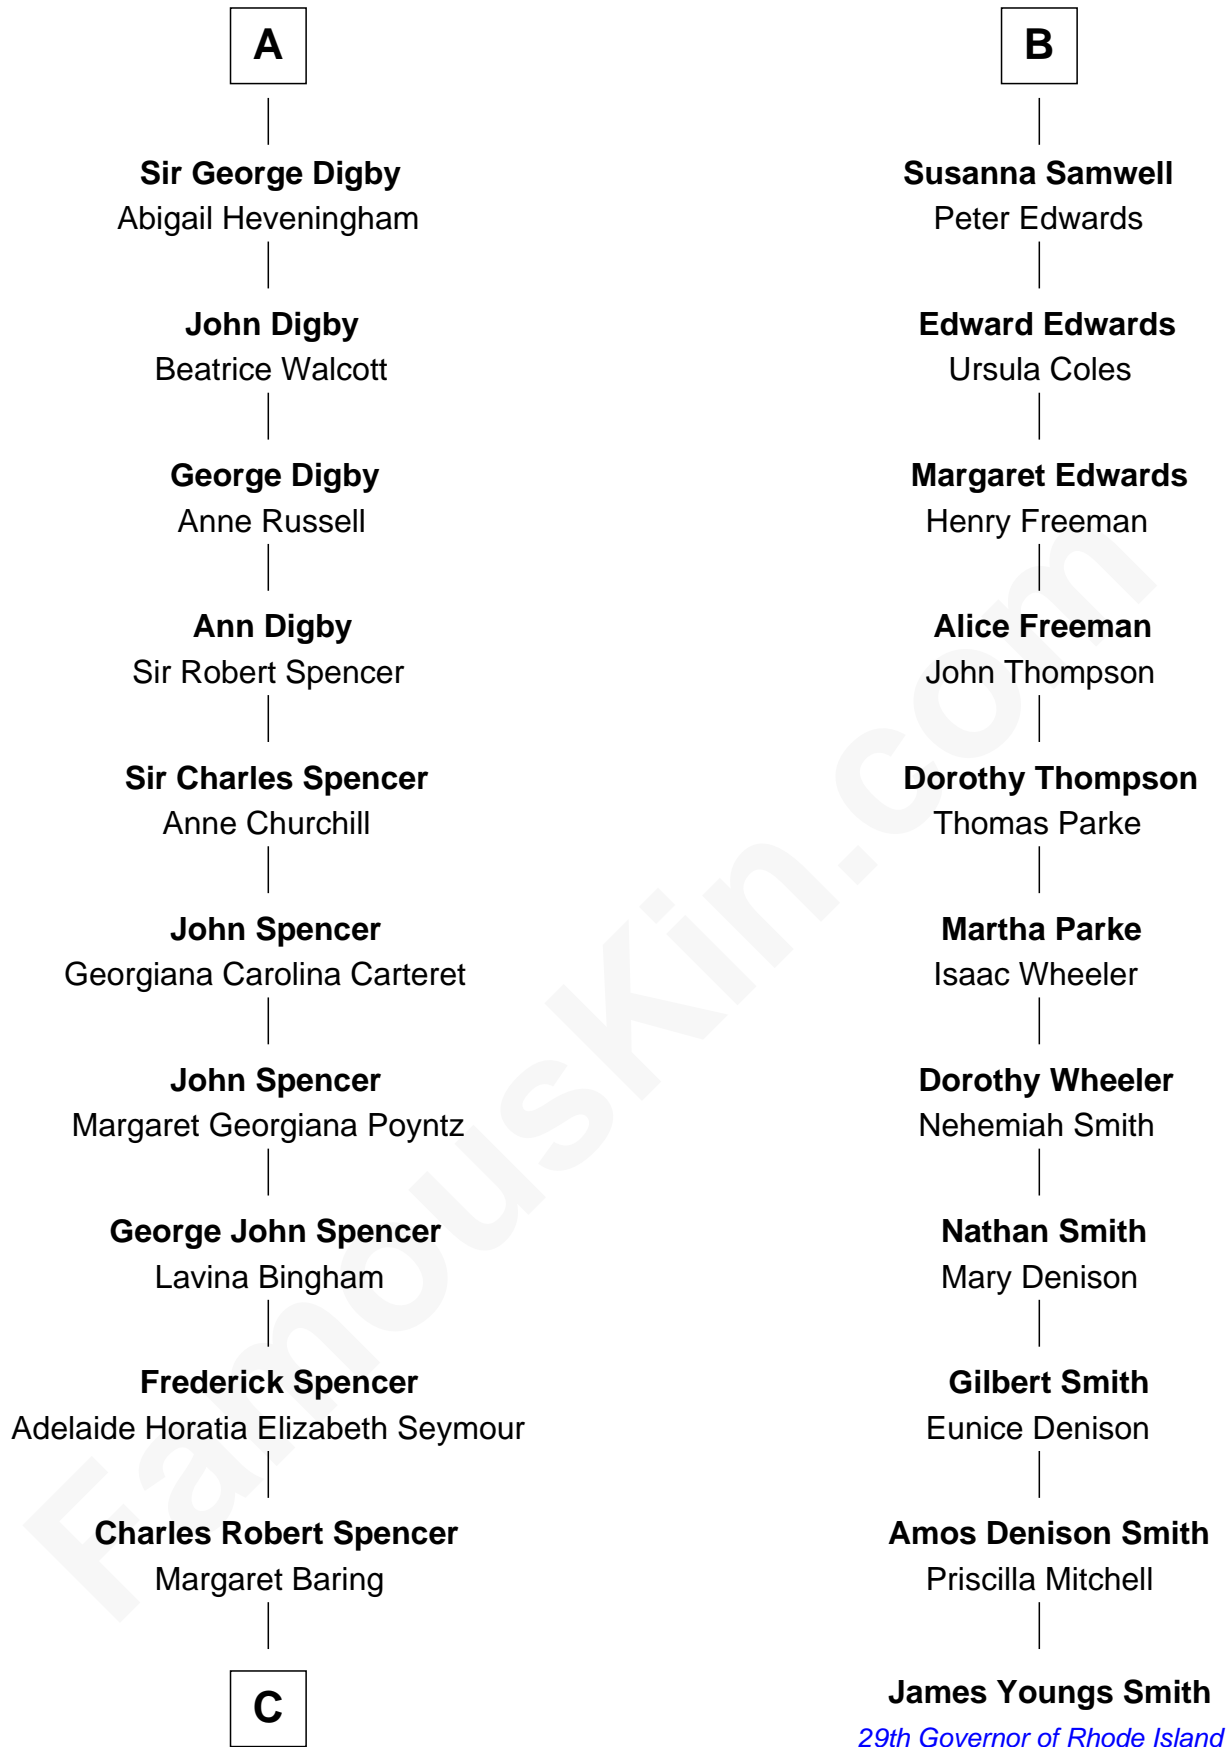 A
Sir George Digby
Abigail Heveningham
John Digby
Beatrice Walcott
George Digby
Anne Russell
Ann Digby
Sir Robert Spencer
Sir Charles Spencer
Anne Churchill
John Spencer
Georgiana Carolina Carteret
John Spencer
Margaret Georgiana Poyntz
George John Spencer
Lavina Bingham
Frederick Spencer
Adelaide Horatia Elizabeth Seymour
Charles Robert Spencer
Margaret Baring
C
B
Susanna Samwell
Peter Edwards
Edward Edwards
Ursula Coles
Margaret Edwards
Henry Freeman
Alice Freeman
John Thompson
Dorothy Thompson
Thomas Parke
Martha Parke
Isaac Wheeler
Dorothy Wheeler
Nehemiah Smith
Nathan Smith
Mary Denison
Gilbert Smith
Eunice Denison
Amos Denison Smith
Priscilla Mitchell
James Youngs Smith
29th Governor of Rhode Island
FamousKin.com